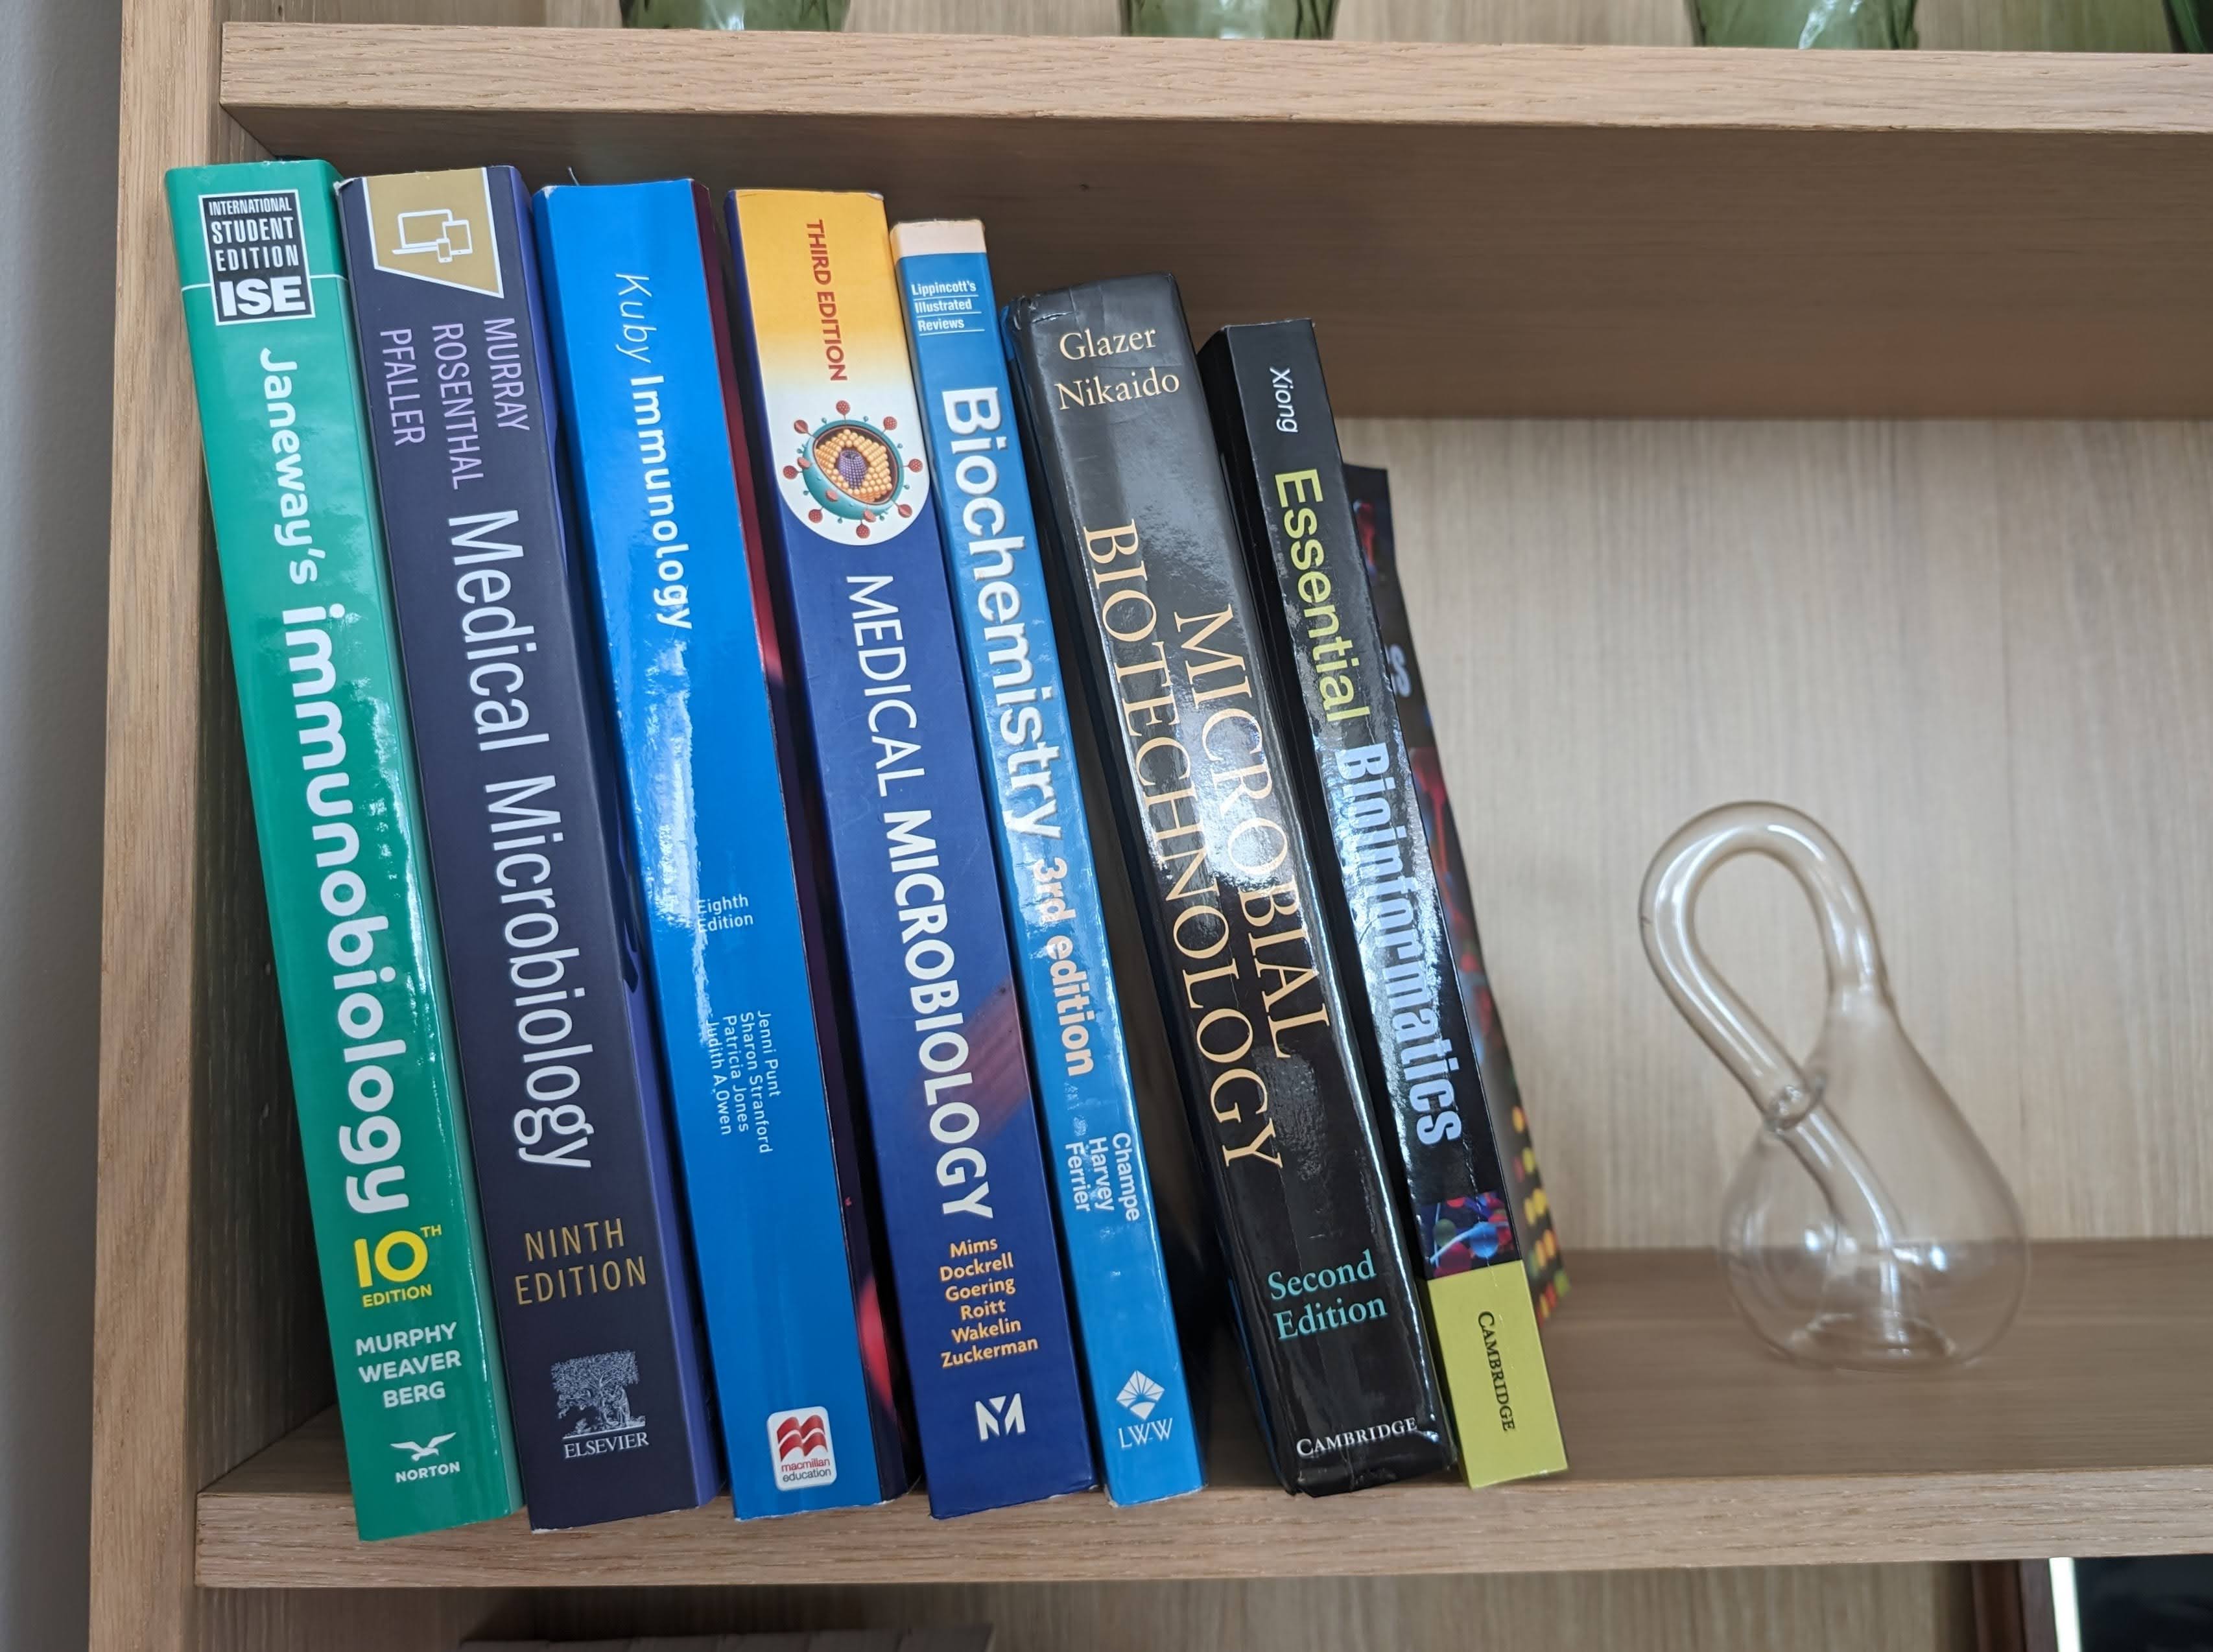 INTERNATIONAL
STUDENT
EDITION
ISE
Janeway's immunobiology
10TH
EDITION
MURPHY
WEAVER
BERG
NORTON
MURRAY
ROSENTHAL
PFALLER
Medical Microbiology
NINTH
EDITION
ELSEVIER
Kuby Immunology
Eighth
Edition
Jenni Punt
Sharon Stranford
Patricia Jones
Judith A Owen
macmillan
education
THIRD EDITION
MEDICAL MICROBIOLOGY
Mims
Dockrell
Goering
Roitt
Wakelin
Zuckerman
M
Lippincott's
Illustrated
Reviews
Biochemistry 3rd edition
Champe
Harvey
Ferrier
LWW
Glazer
Nikaido
MICROBIAL
BIOTECHNOLOGY
Second
Edition
CAMBRIDGE
Xiong
Essential Bioinformatics
CAMBRIDGE